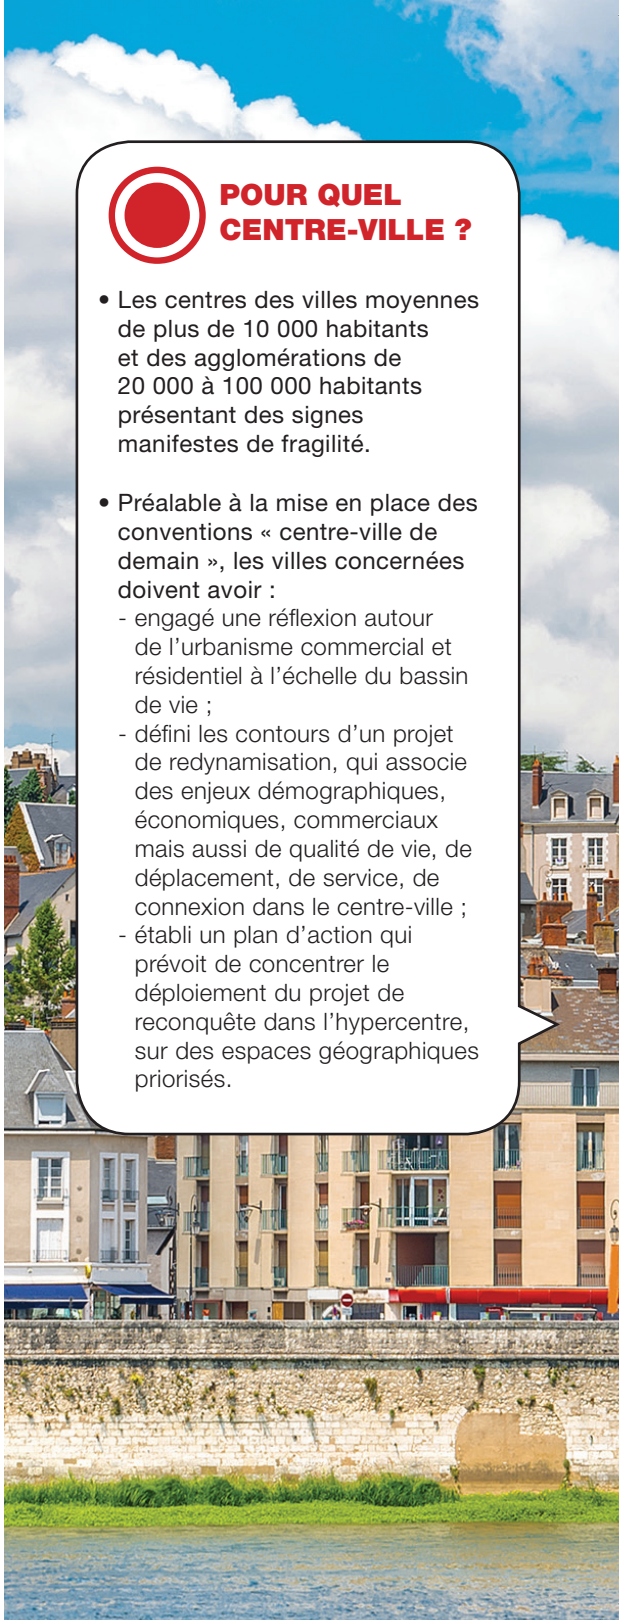 POUR QUEL
CENTRE-VILLE ?
• Les centres des villes moyennes
de plus de 10 000 habitants
et des agglomérations de
20 000 à 100 000 habitants
présentant des signes
manifestes de fragilité.
• Préalable à la mise en place des
conventions « centre-ville de
demain », les villes concernées
doivent avoir :
- engagé une réflexion autour
de l’urbanisme commercial et
résidentiel à l’échelle du bassin
de vie ;
- défini les contours d’un projet
de redynamisation, qui associe
des enjeux démographiques,
économiques, commerciaux
mais aussi de qualité de vie, de
déplacement, de service, de
connexion dans le centre-ville ;
- établi un plan d’action qui
prévoit de concentrer le
déploiement du projet de
reconquête dans l’hypercentre,
sur des espaces géographiques
priorisés.